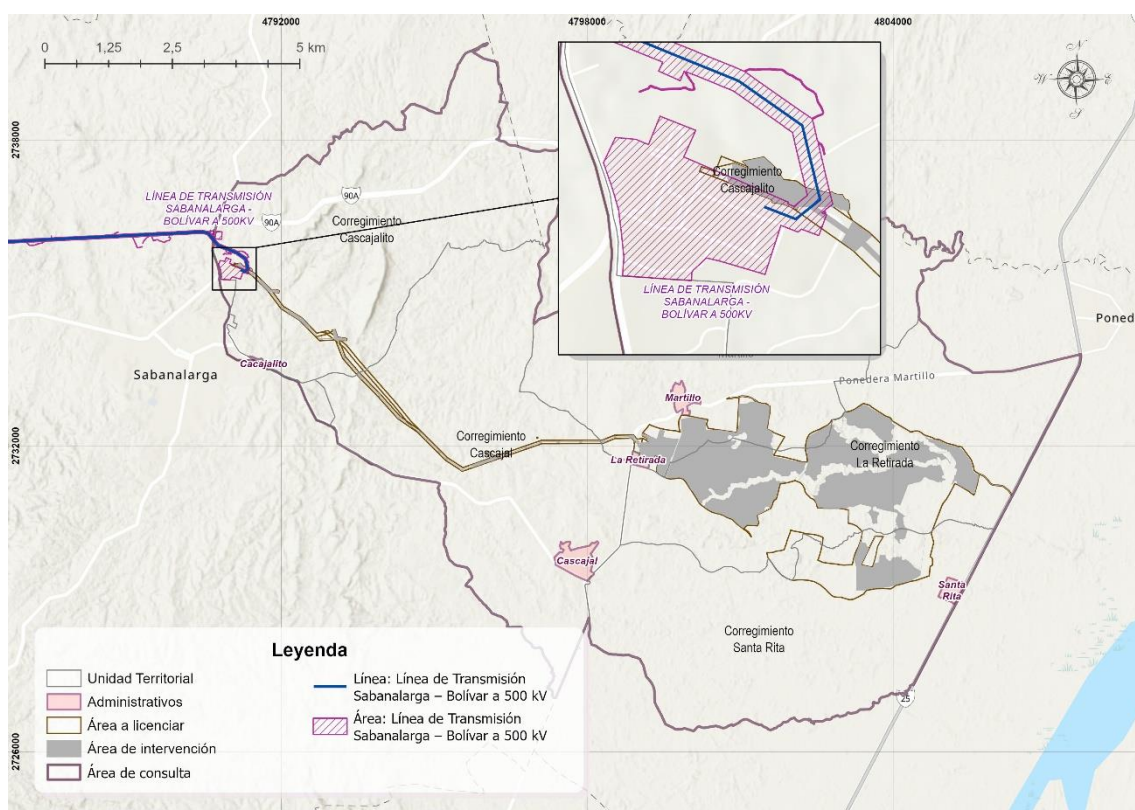 4792000
4798000
4804000
0 1,25 2,5 5 km
N
W E
S
2738000
2732000
2726000
LÍNEA DE TRANSMISIÓN
SABANALARGA -
BOLÍVAR A 500KV
90A
90A
Corregimiento
Cascajalito
Corregimiento
Cascajalito
LÍNEA DE TRANSMISIÓN
SABANALARGA -
BOLÍVAR A 500KV
Cacajalito
Sabanalarga
Poned
Ponedera Martillo
Martillo
Corregimiento
Cascajal
La Retirada
Corregimiento
La Retirada
Cascajal
Santa
Rita
Corregimiento
Santa Rita
25
Leyenda
Unidad Territorial
Administrativos
Área a licenciar
Área de intervención
Área de consulta
Línea: Línea de Transmisión
Sabanalarga – Bolívar a 500 kV
Área: Línea de Transmisión
Sabanalarga – Bolívar a 500 kV